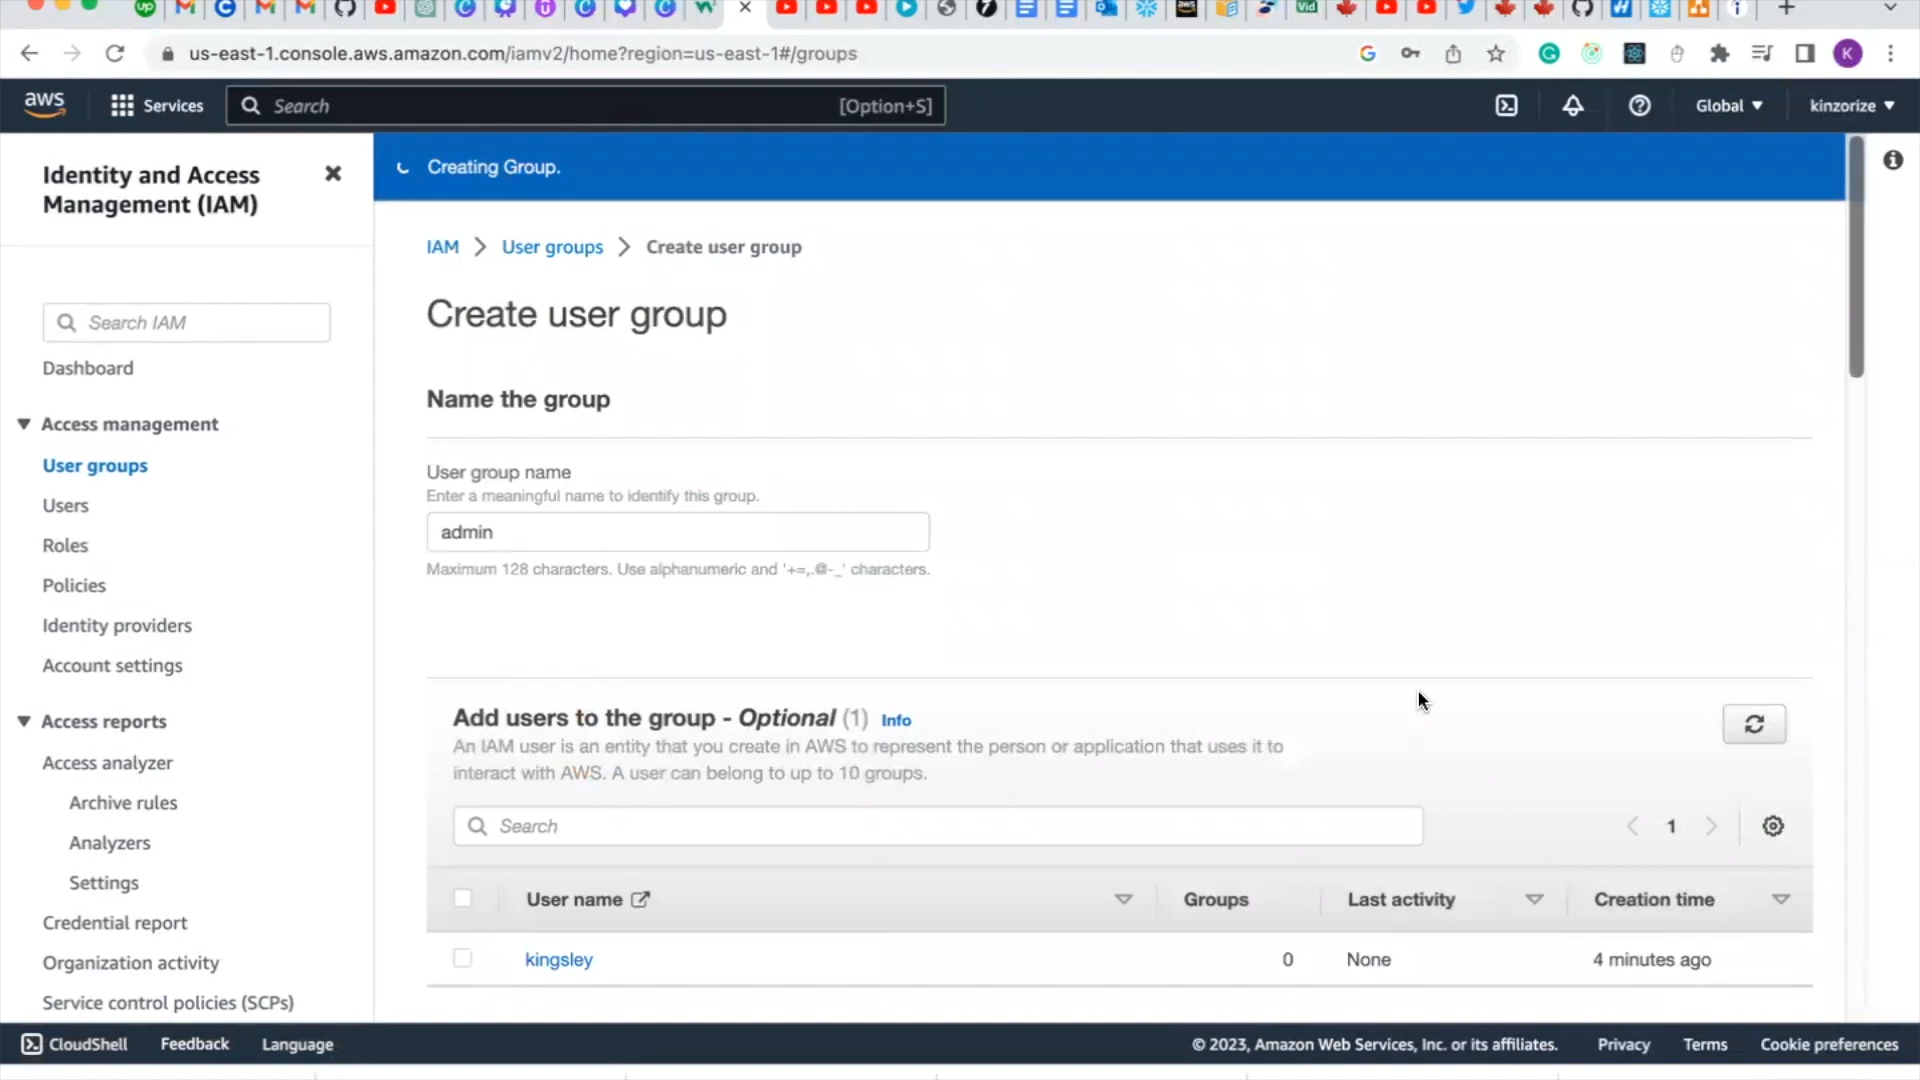 us-east-1.console.aws.amazon.com/iamv2/home?region=us-east-1#/groups
K
aws
Services
Search
[Option+S]
Global
kinzorize
Identity and Access
Management (IAM)
Search IAM
Dashboard
Access management
User groups
Users
Roles
Policies
Identity providers
Account settings
Access reports
Access analyzer
Archive rules
Analyzers
Settings
Credential report
Organization activity
Service control policies (SCPs)
Creating Group.
IAM > User groups > Create user group
Create user group
Name the group
User group name
Enter a meaningful name to identify this group.
admin
Maximum 128 characters. Use alphanumeric and '+=,.@-_' characters.
Add users to the group - Optional (1) Info
An IAM user is an entity that you create in AWS to represent the person or application that uses it to
interact with AWS. A user can belong to up to 10 groups.
Search
1
User name
Groups
Last activity
Creation time
kingsley
0
None
4 minutes ago
CloudShell
Feedback
Language
© 2023, Amazon Web Services, Inc. or its affiliates.
Privacy
Terms
Cookie preferences